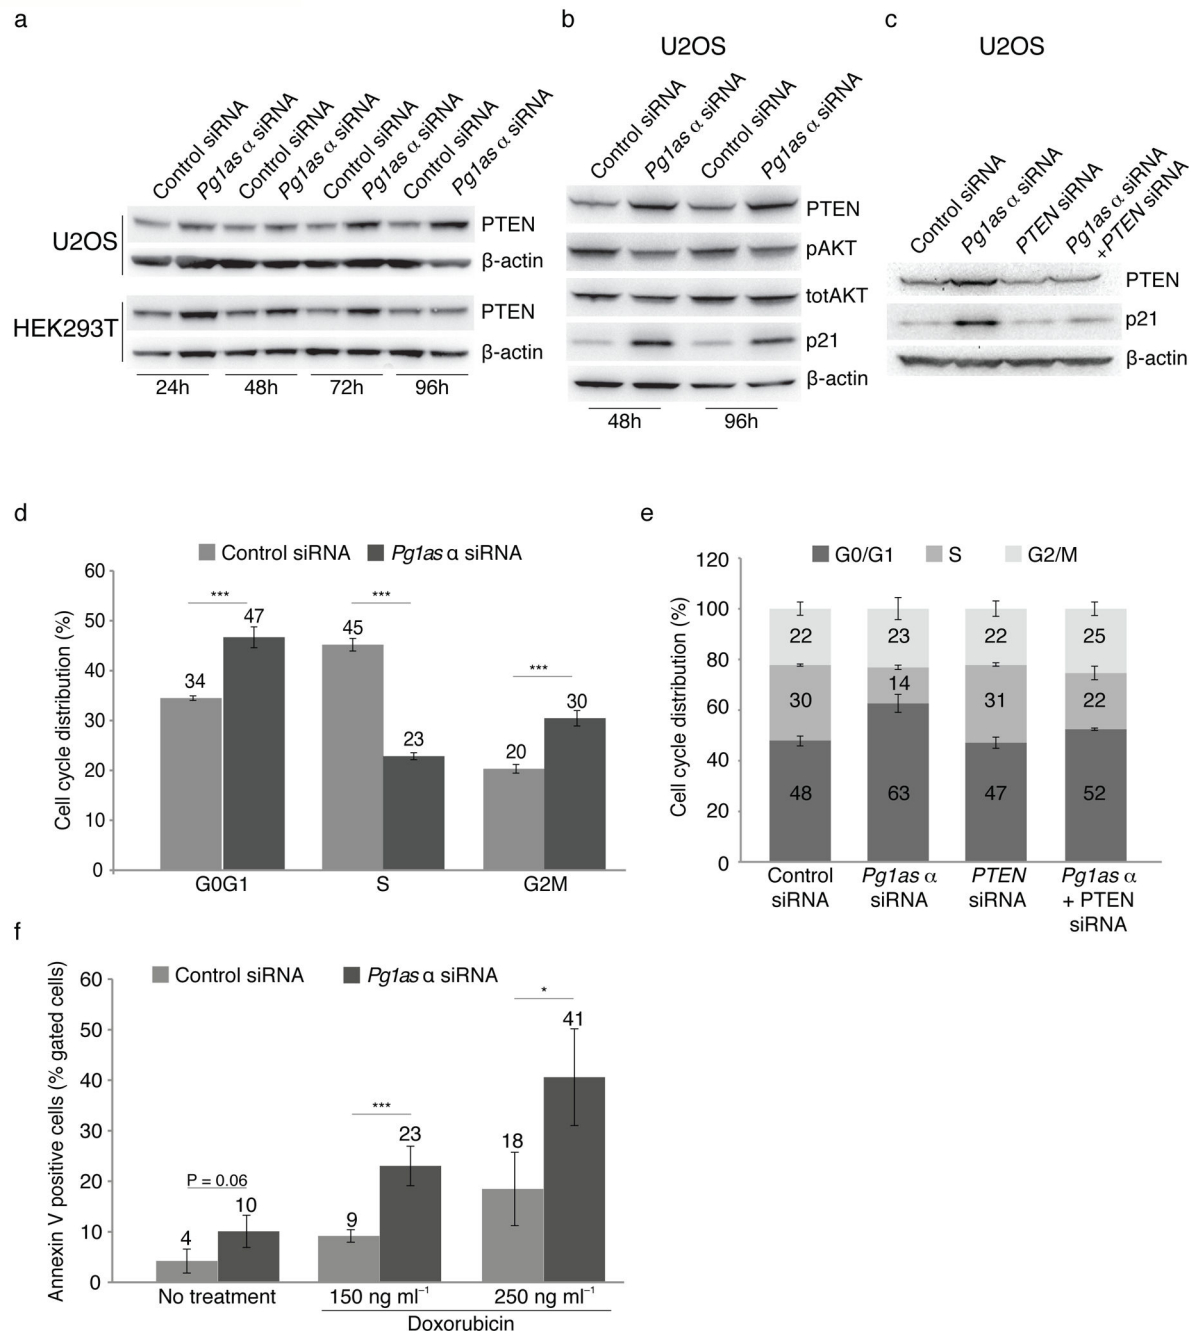 a
Control siRNA
Pg1as α siRNA
Control siRNA
Pg1as α siRNA
Control siRNA
Pg1as α siRNA
Control siRNA
Pg1as α siRNA
U2OS
PTEN
β-actin
HEK293T
PTEN
β-actin
24h 48h 72h 96h
b
U2OS
Control siRNA
Pg1as α siRNA
Control siRNA
Pg1as α siRNA
PTEN
pAKT
totAKT
p21
β-actin
48h 96h
c
U2OS
Control siRNA
Pg1as α siRNA
PTEN siRNA
Pg1as α siRNA
+PTEN siRNA
PTEN
p21
β-actin
d
Control siRNA Pg1as α siRNA
Cell cycle distribution (%)
60
50
40
30
20
10
0
*** *** ***
34 47 45 23 20 30
G0G1 S G2M
e
G0/G1 S G2/M
Cell cycle distribution (%)
120
100
80
60
40
20
0
22 23 22 25
30 14 31 22
48 63 47 52
Control
siRNA
Pg1as α
siRNA
PTEN
siRNA
Pg1as α
+ PTEN
siRNA
f
Control siRNA Pg1as α siRNA
Annexin V positive cells (% gated cells)
60
50
40
30
20
10
0
P = 0.06 *** *
4 10 9 23 18 41
No treatment 150 ng ml⁻¹ 250 ng ml⁻¹
Doxorubicin